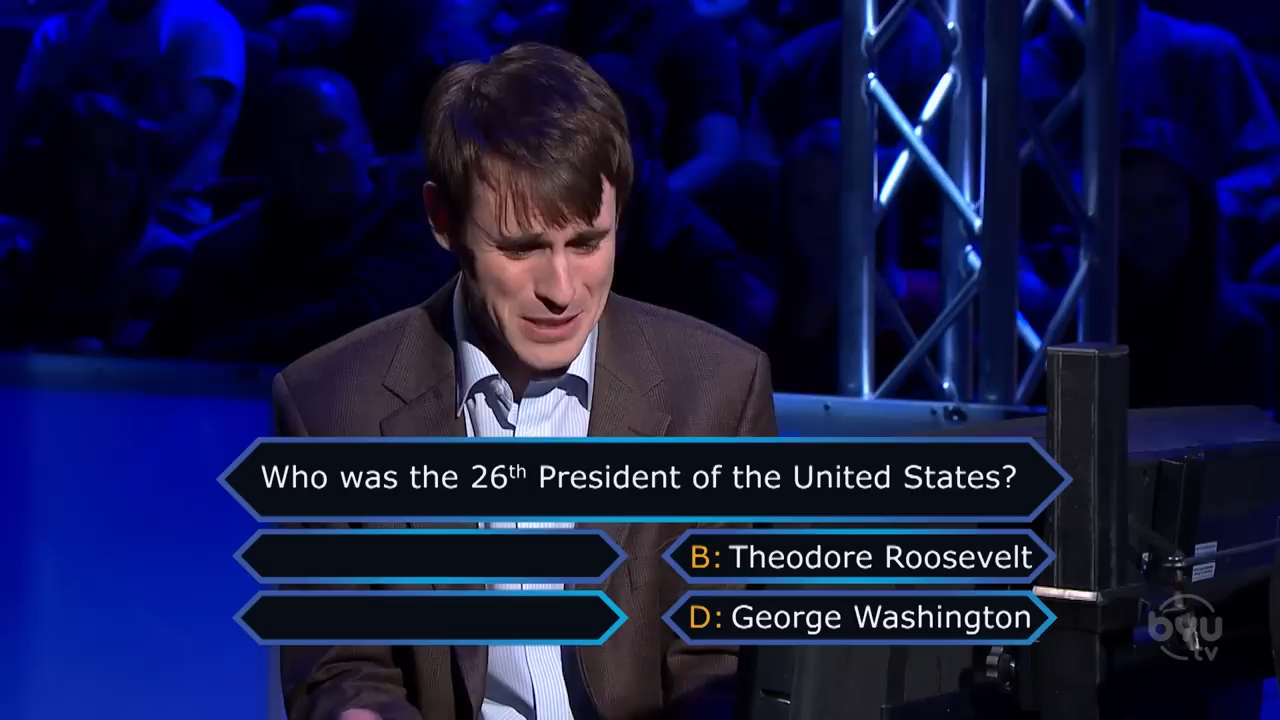 Who was the 26th President of the United States?
B: Theodore Roosevelt
D: George Washington
byu
tv